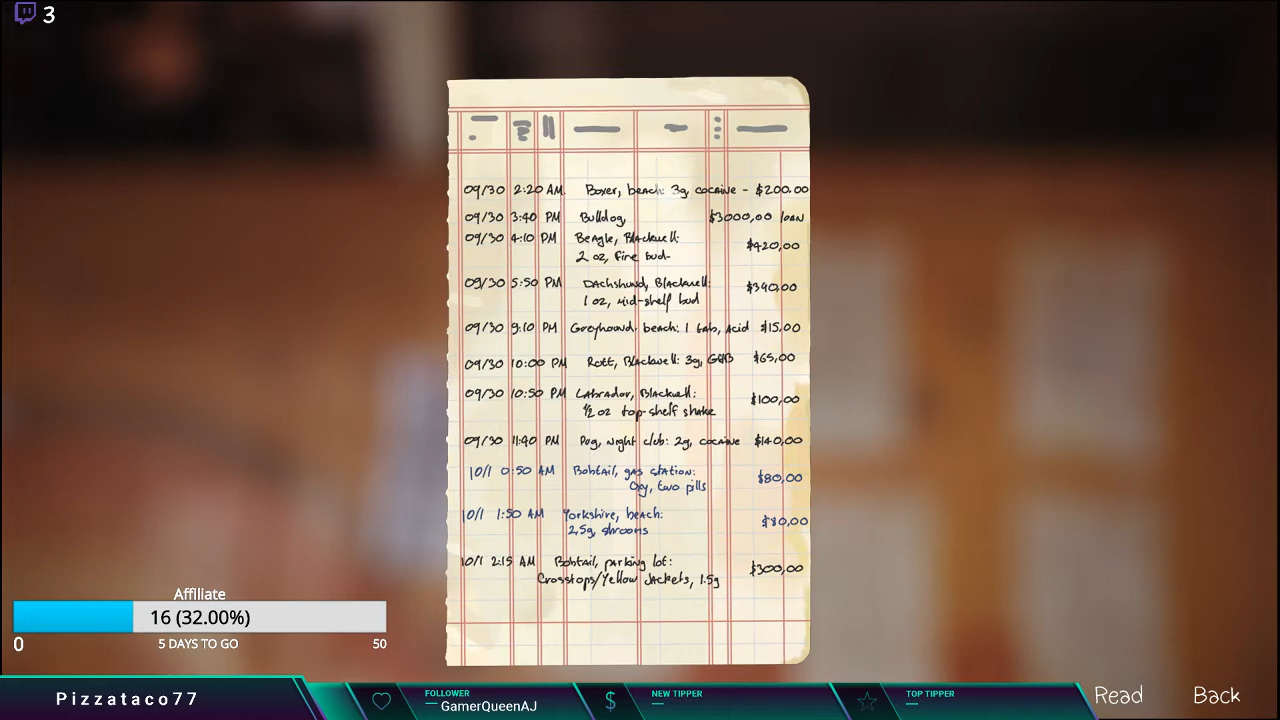 3
09/30 2:20 AM. Boxer, beach: 3g, cocaine - $200.00
09/30 3:40 PM Bulldog, $3000,00 loan
09/30 4:10 PM Beagle, Blackwell:
2 oz, fine bud- $420,00
09/30 5:50 PM Dachshund, Blackwell:
1 oz, mid-shelf bud $340,00
09/30 9:10 PM Greyhound, beach: 1 tab, Acid $15,00
09/30 10:00 PM Rott, Blackwell: 3g, GHB $65,00
09/30 10:50 PM Labrador, Blackwell:
1/2 oz top-shelf shake $100,00
09/30 11:40 PM Pog, night club: 2g, cocaine $140,00
10/1 0:50 AM Bobtail, gas station:
Oxy, two pills $80,00
10/1 1:50 AM Yorkshire, beach:
2,5g, shrooms
10/1 2:15 AM Bobtail, parking lot:
Crosstops/Yellow Jackets, 1.5g $300,00
Affiliate
16 (32.00%)
0 5 DAYS TO GO 50
Pizzataco77
FOLLOWER
GamerQueenAJ
NEW TIPPER
TOP TIPPER
Read Back